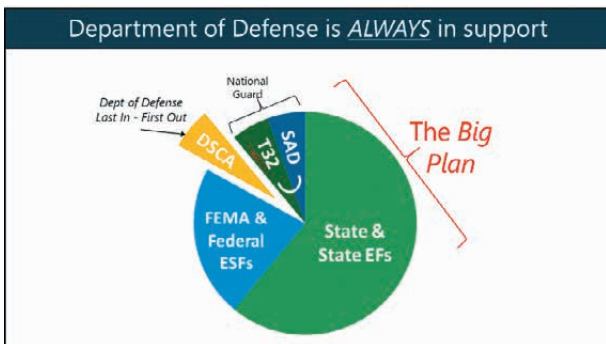 Department of Defense is ALWAYS in support
National
Guard
Dept of Defense
Last In - First Out
DSCA
T32
SAD
The Big
Plan
FEMA &
Federal
ESFs
State &
State EFs